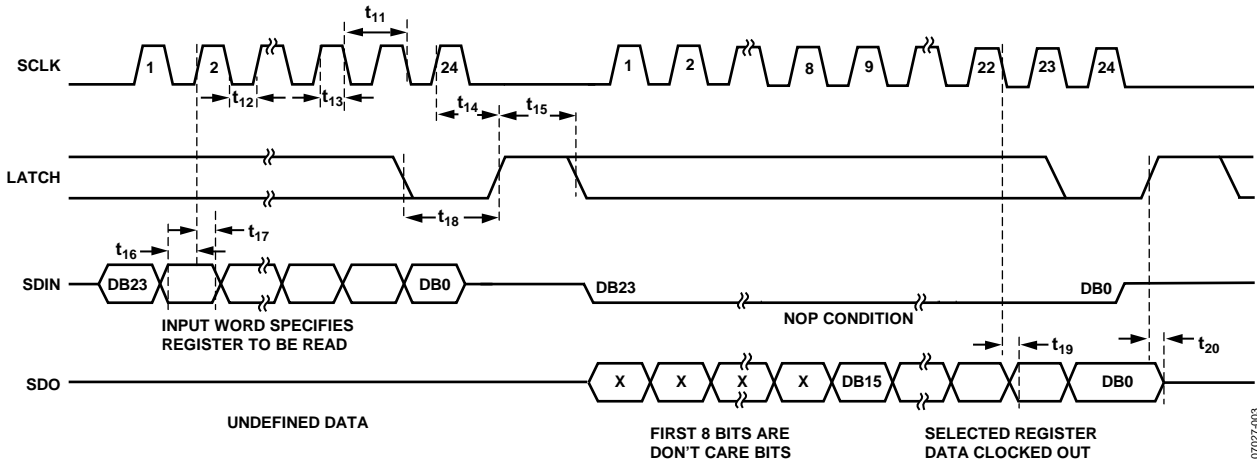 t11
SCLK
1
2
24
1
2
8
9
22
23
24
t12
t13
t14
t15
LATCH
t18
t16
t17
SDIN
DB23
DB0
DB23
DB0
INPUT WORD SPECIFIES
REGISTER TO BE READ
NOP CONDITION
t19
t20
SDO
X
X
X
X
DB15
DB0
UNDEFINED DATA
FIRST 8 BITS ARE
DON'T CARE BITS
SELECTED REGISTER
DATA CLOCKED OUT
07027-003